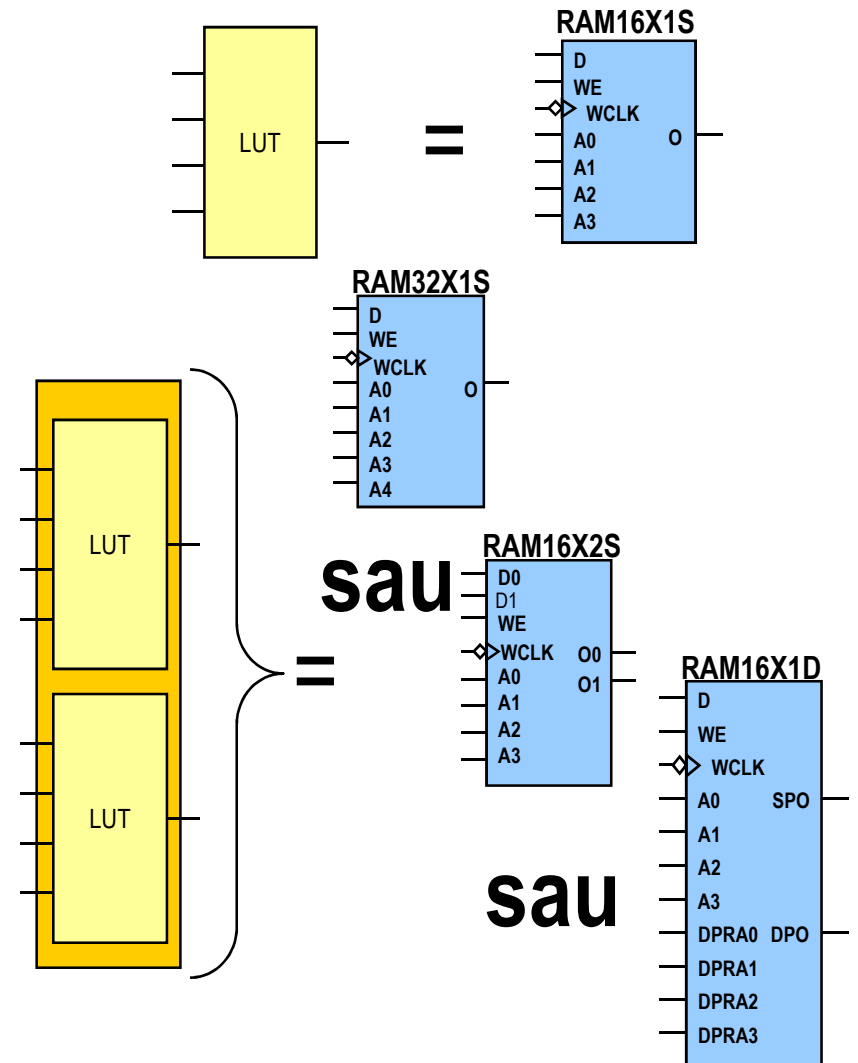 RAM16X1S
D
WE
WCLK
A0 O
A1
A2
A3
LUT
=
RAM32X1S
D
WE
WCLK
A0 O
A1
A2
A3
A4
LUT
LUT
=
sau
RAM16X2S
D0
D1
WE
WCLK O0
A0 O1
A1
A2
A3
sau
RAM16X1D
D
WE
WCLK
A0 SPO
A1
A2
A3
DPRA0 DPO
DPRA1
DPRA2
DPRA3